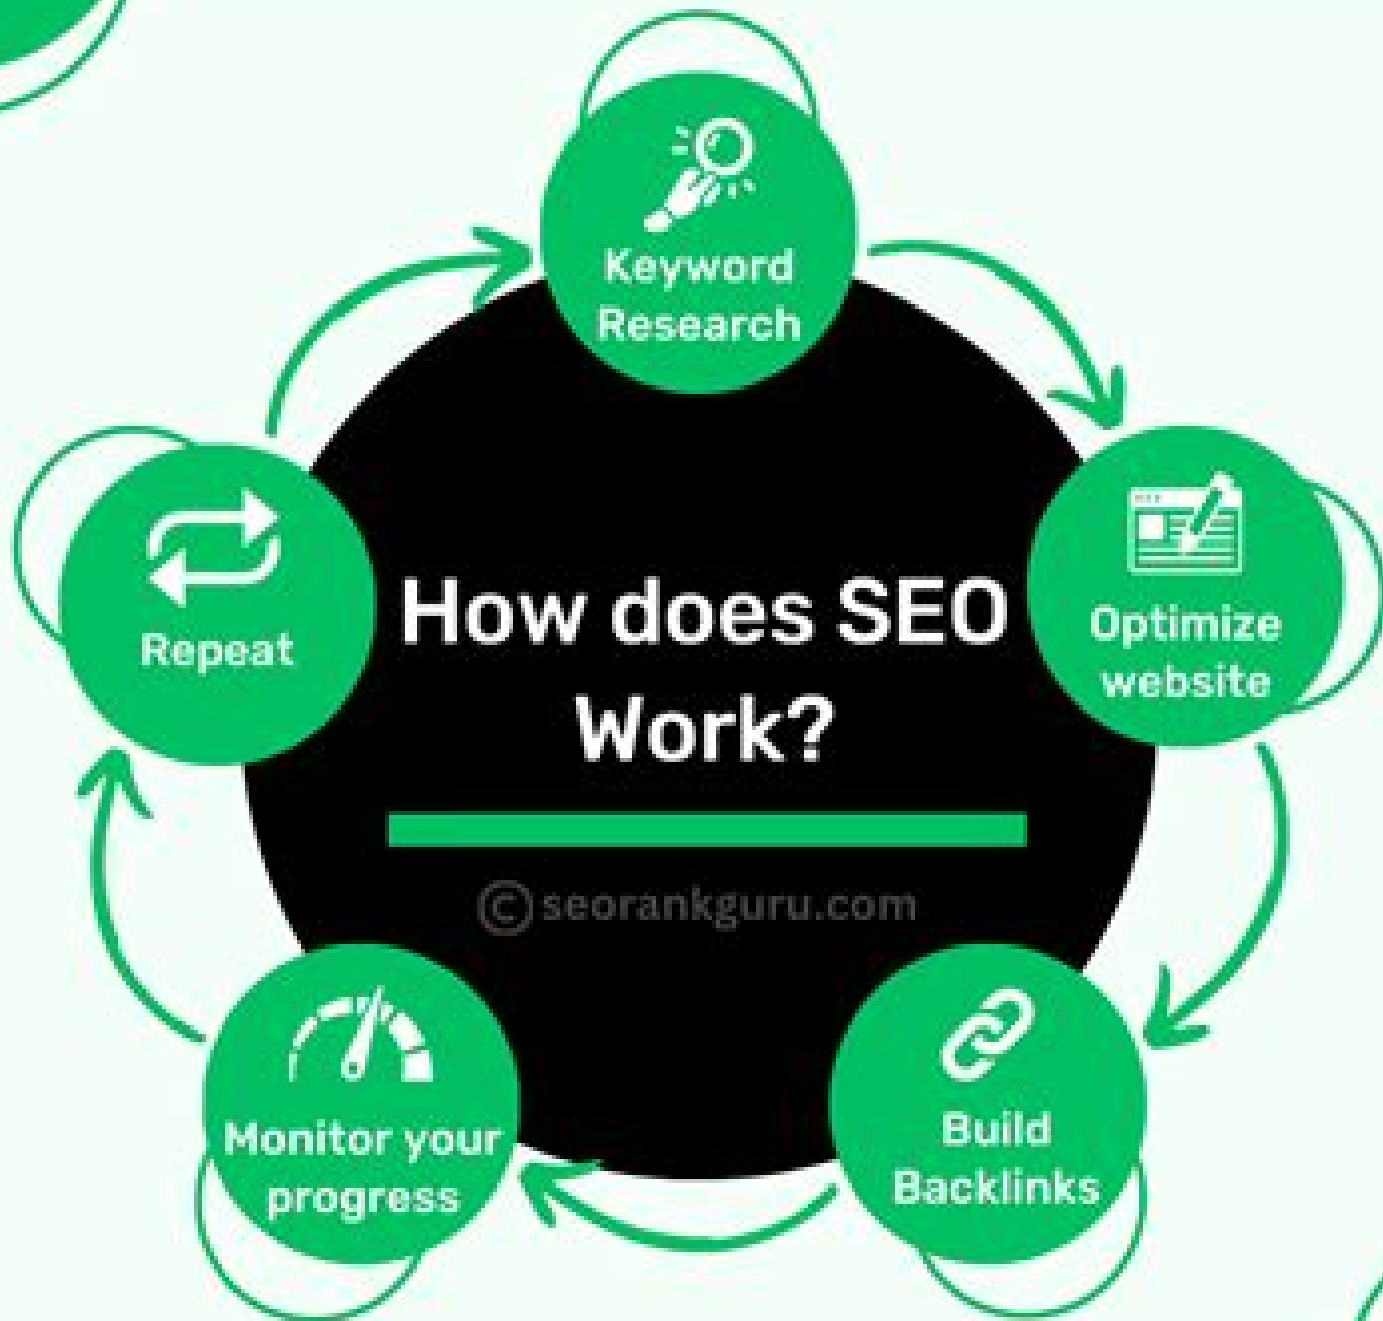 Keyword
Research
Optimize
website
Build
Backlinks
Monitor your
progress
Repeat
How does SEO
Work?
©seorankguru.com